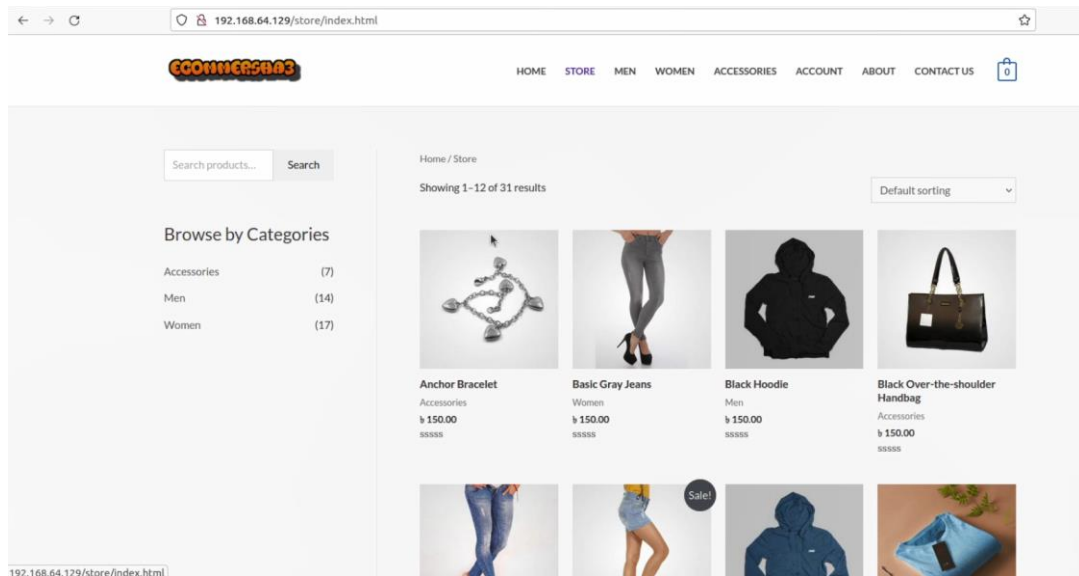 192.168.64.129/store/index.html
ECOMMERSHA3
HOME STORE MEN WOMEN ACCESSORIES ACCOUNT ABOUT CONTACT US 0
Search products... Search
Home / Store
Showing 1–12 of 31 results
Default sorting
Browse by Categories
Accessories (7)
Men (14)
Women (17)
Anchor Bracelet
Accessories
৳ 150.00
SSSSS
Basic Gray Jeans
Women
৳ 150.00
SSSSS
Black Hoodie
Men
৳ 150.00
SSSSS
Black Over-the-shoulder
Handbag
Accessories
৳ 150.00
SSSSS
Sale!
192.168.64.129/store/index.html